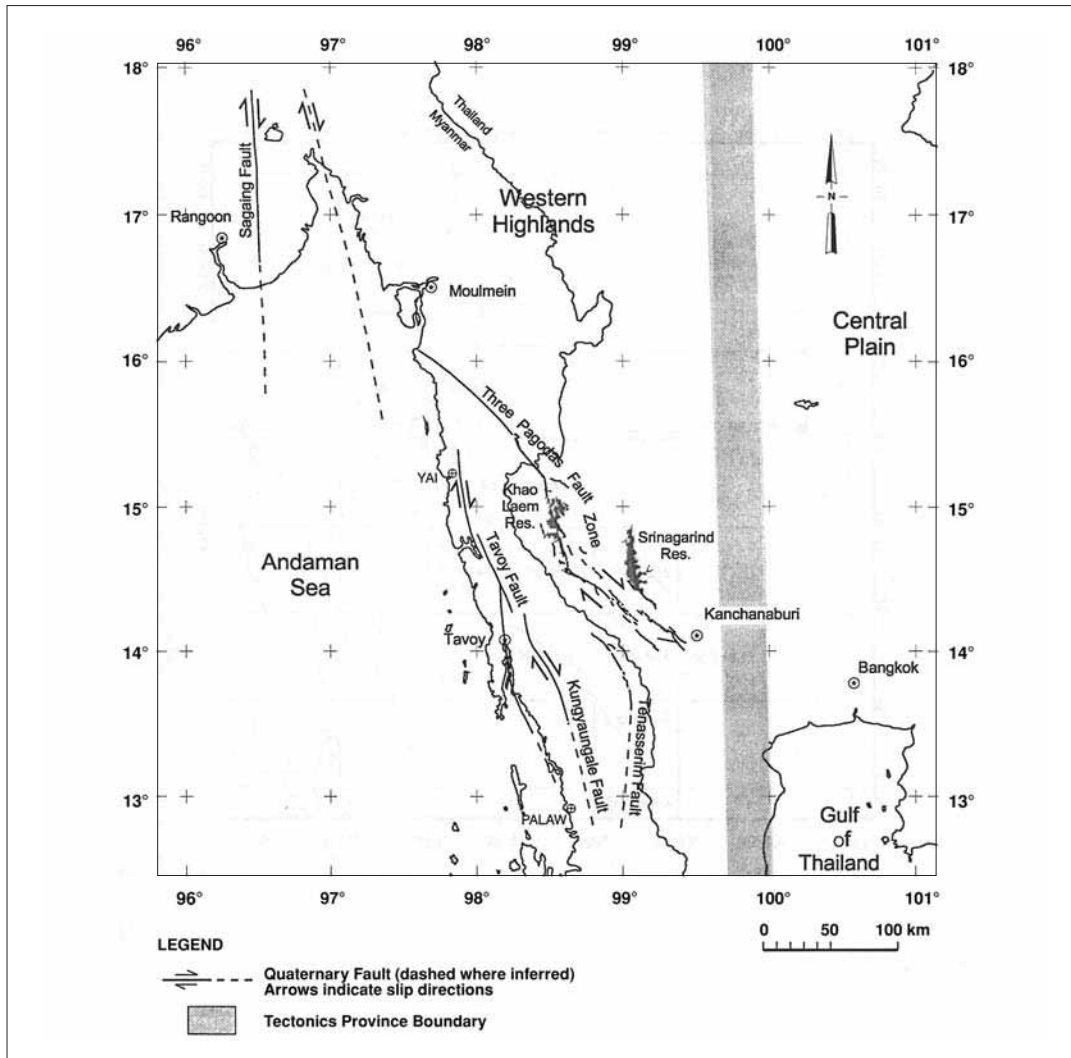 96° 97° 98° 99° 100° 101°
18° 18°
Thailand
Myanmar
Sagaing Fault
Western
Highlands
N
17° 17°
Rangoon
Moulmein
Central
Plain
16° 16°
Three Pagodas Fault Zone
YAI
Khao
Laem
Res.
15° 15°
Srinagarind
Res.
Andaman
Sea
Tavoy Fault
Kanchanaburi
Tavoy
14° 14°
Bangkok
Kungyaungale Fault
Tenasserim Fault
13° 13°
PALAW
Gulf
of
Thailand
96° 97° 98° 99° 100° 101°
0 50 100 km
LEGEND
Quaternary Fault (dashed where inferred)
Arrows indicate slip directions
Tectonics Province Boundary